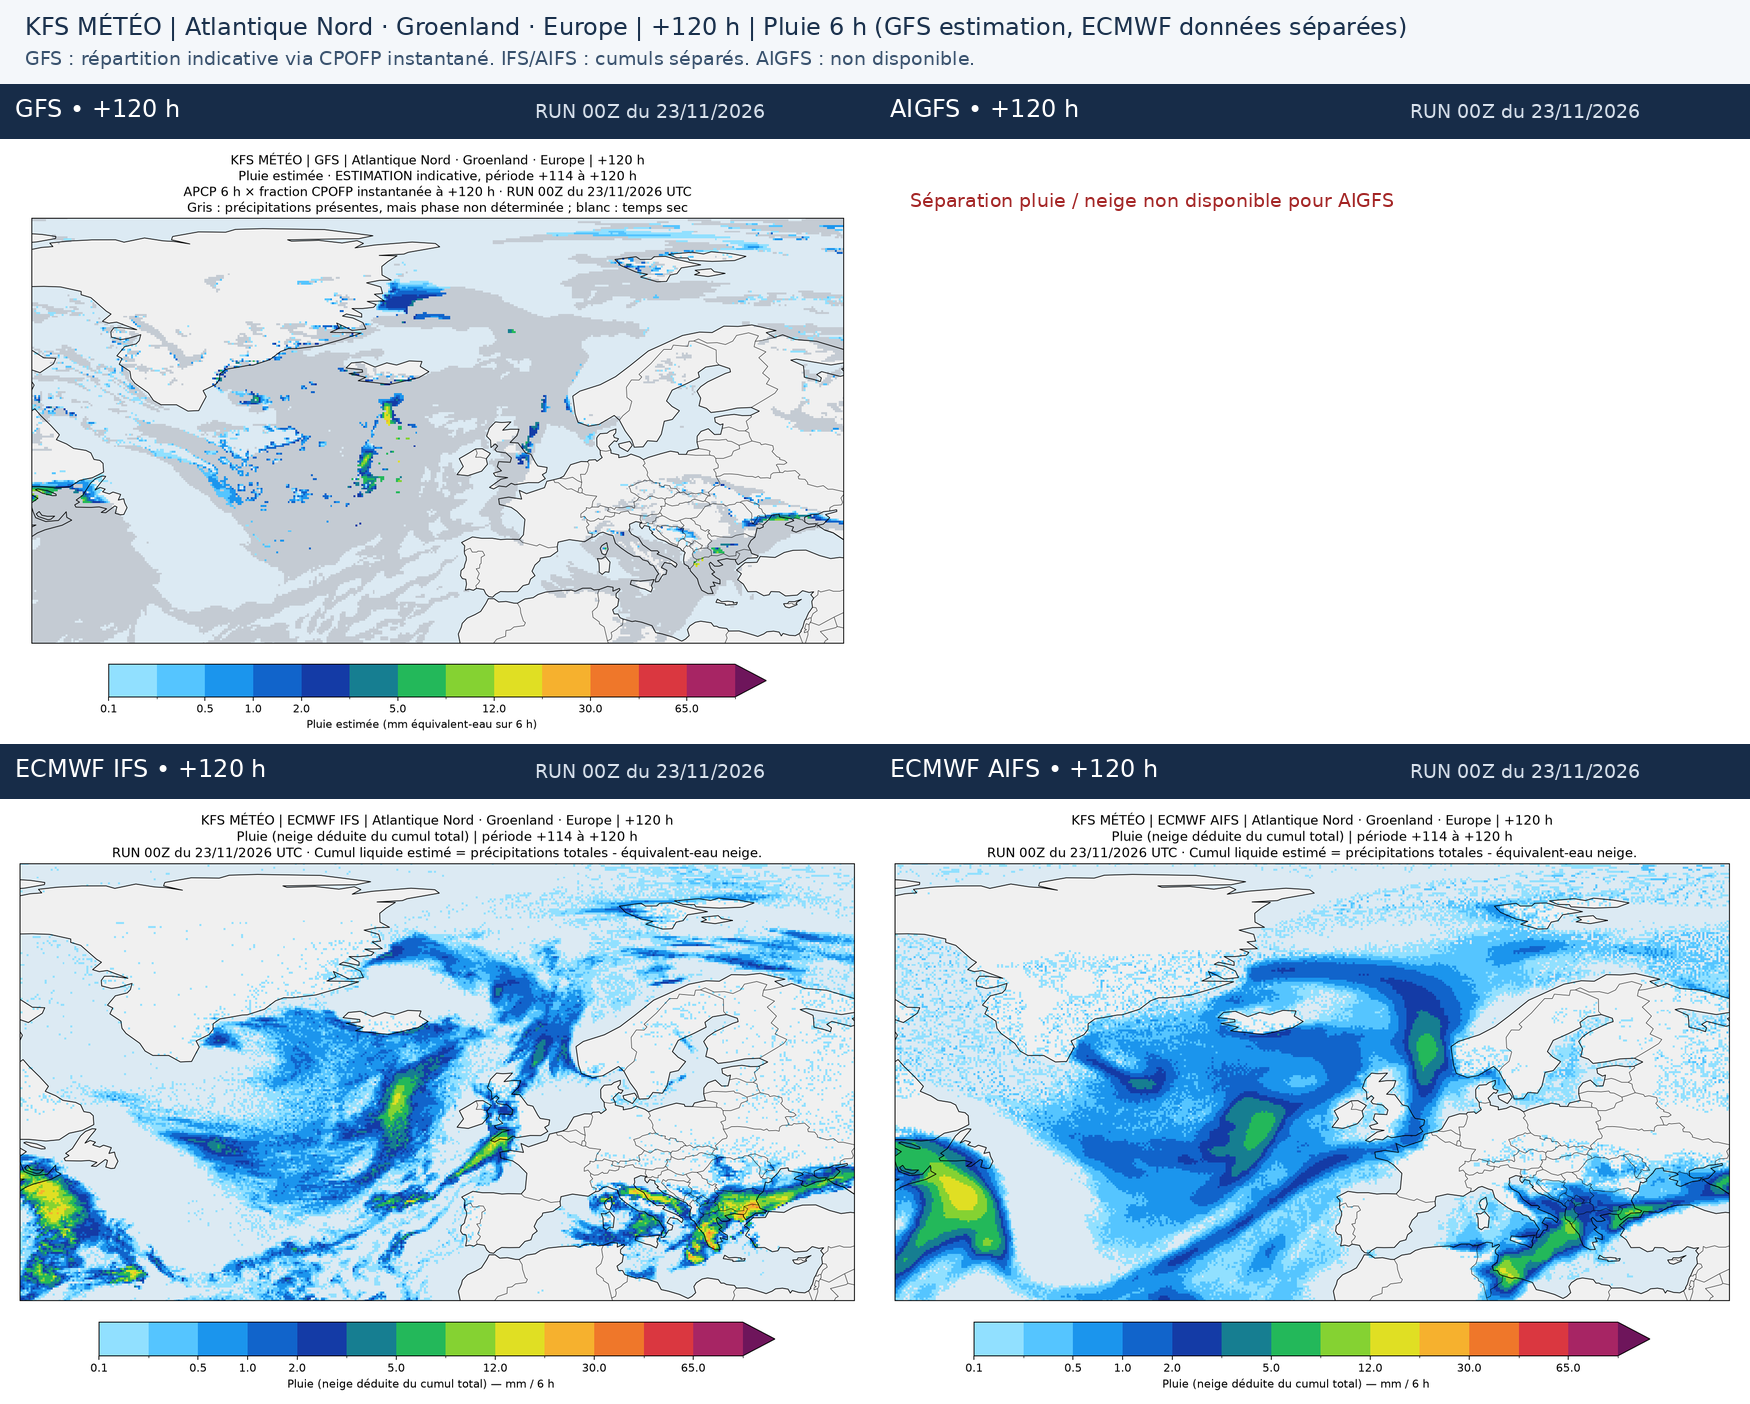 KFS MÉTÉO | Atlantique Nord · Groenland · Europe | +120 h | Pluie 6 h (GFS estimation, ECMWF données séparées)
GFS : répartition indicative via CPOFP instantané. IFS/AIFS : cumuls séparés. AIGFS : non disponible.
GFS • +120 h
RUN 00Z du 23/11/2026
AIGFS • +120 h
RUN 00Z du 23/11/2026
KFS MÉTÉO | GFS | Atlantique Nord · Groenland · Europe | +120 h
Pluie estimée · ESTIMATION indicative, période +114 à +120 h
APCP 6 h × fraction CPOFP instantanée à +120 h · RUN 00Z du 23/11/2026 UTC
Gris : précipitations présentes, mais phase non déterminée ; blanc : temps sec
Séparation pluie / neige non disponible pour AIGFS
0.1 0.5 1.0 2.0 5.0 12.0 30.0 65.0
Pluie estimée (mm équivalent-eau sur 6 h)
ECMWF IFS • +120 h
RUN 00Z du 23/11/2026
ECMWF AIFS • +120 h
RUN 00Z du 23/11/2026
KFS MÉTÉO | ECMWF IFS | Atlantique Nord · Groenland · Europe | +120 h
Pluie (neige déduite du cumul total) | période +114 à +120 h
RUN 00Z du 23/11/2026 UTC · Cumul liquide estimé = précipitations totales - équivalent-eau neige.
KFS MÉTÉO | ECMWF AIFS | Atlantique Nord · Groenland · Europe | +120 h
Pluie (neige déduite du cumul total) | période +114 à +120 h
RUN 00Z du 23/11/2026 UTC · Cumul liquide estimé = précipitations totales - équivalent-eau neige.
0.1 0.5 1.0 2.0 5.0 12.0 30.0 65.0
Pluie (neige déduite du cumul total) — mm / 6 h
0.1 0.5 1.0 2.0 5.0 12.0 30.0 65.0
Pluie (neige déduite du cumul total) — mm / 6 h